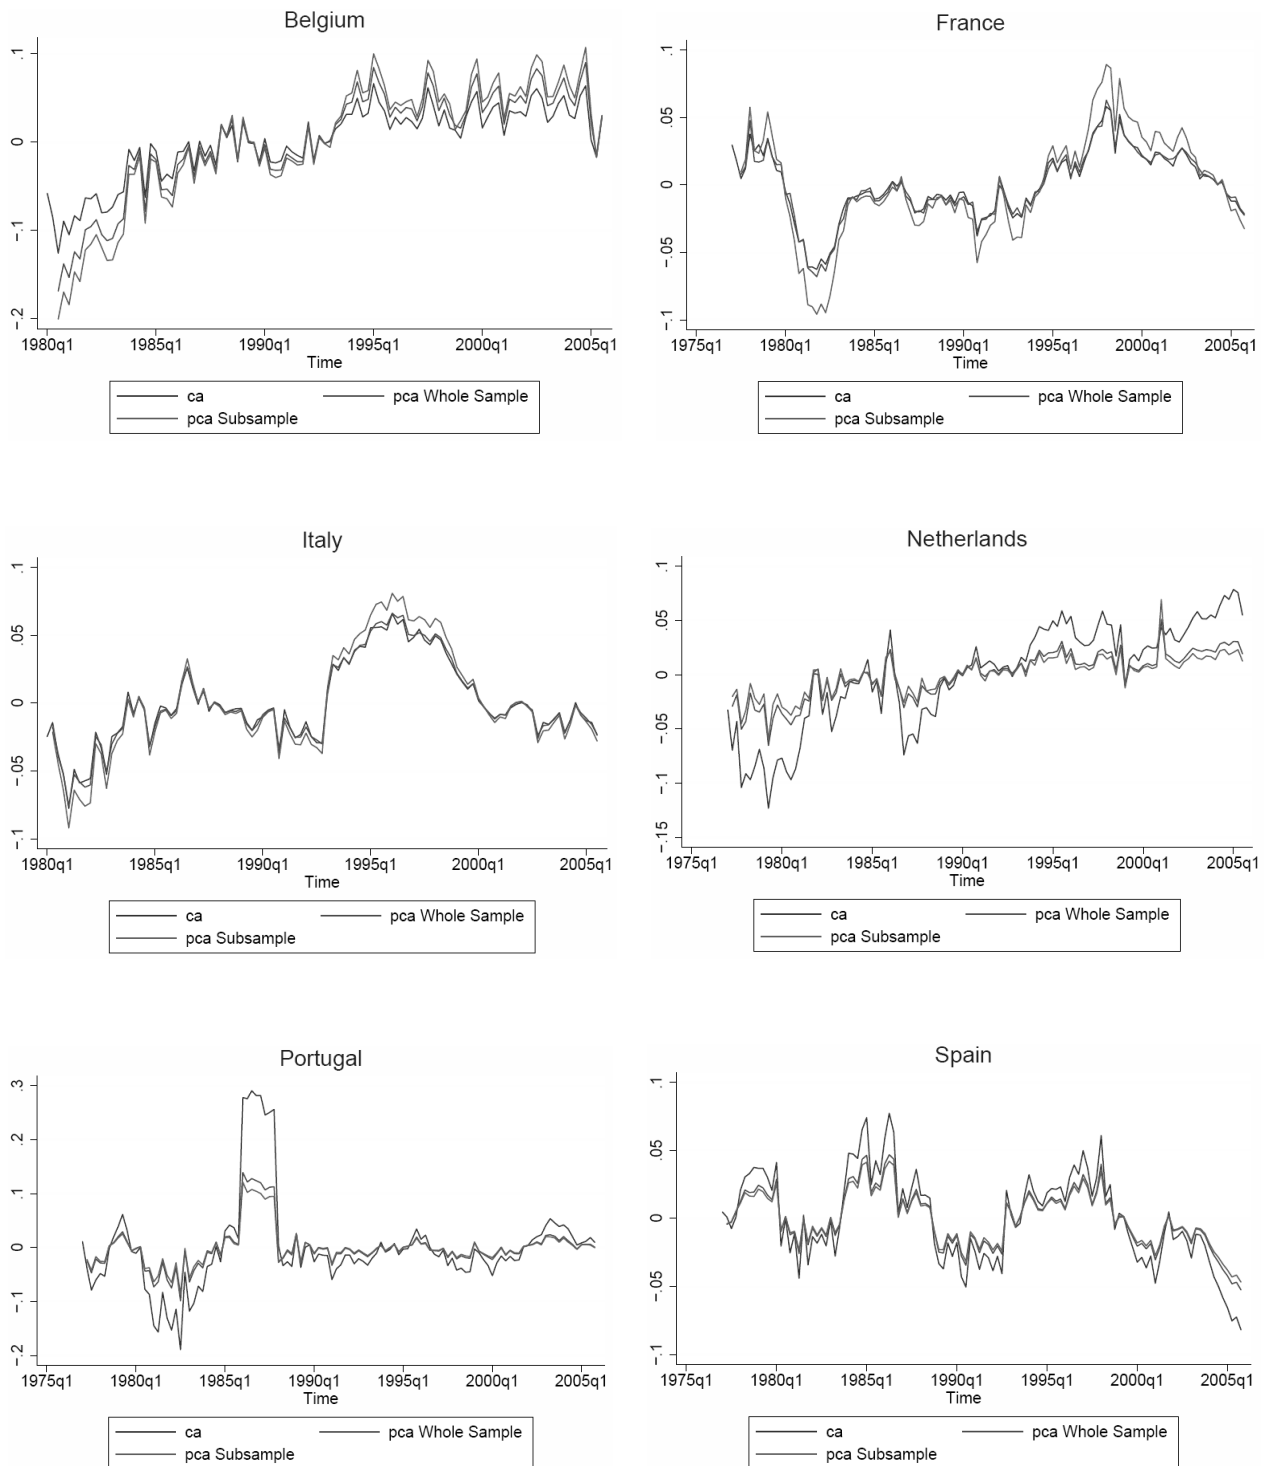 Belgium
.1
0
-.1
-.2
1980q1 1985q1 1990q1 1995q1 2000q1 2005q1
Time
ca pca Whole Sample
pca Subsample
France
.1
.05
0
-.05
-.1
1975q1 1980q1 1985q1 1990q1 1995q1 2000q1 2005q1
Time
ca pca Whole Sample
pca Subsample
Italy
.1
.05
0
-.05
-.1
1980q1 1985q1 1990q1 1995q1 2000q1 2005q1
Time
ca pca Whole Sample
pca Subsample
Netherlands
.1
.05
0
-.05
-.1
-.15
1975q1 1980q1 1985q1 1990q1 1995q1 2000q1 2005q1
Time
ca pca Whole Sample
pca Subsample
Portugal
.3
.2
.1
0
-.1
-.2
1975q1 1980q1 1985q1 1990q1 1995q1 2000q1 2005q1
Time
ca pca Whole Sample
pca Subsample
Spain
.1
.05
0
-.05
-.1
1975q1 1980q1 1985q1 1990q1 1995q1 2000q1 2005q1
Time
ca pca Whole Sample
pca Subsample